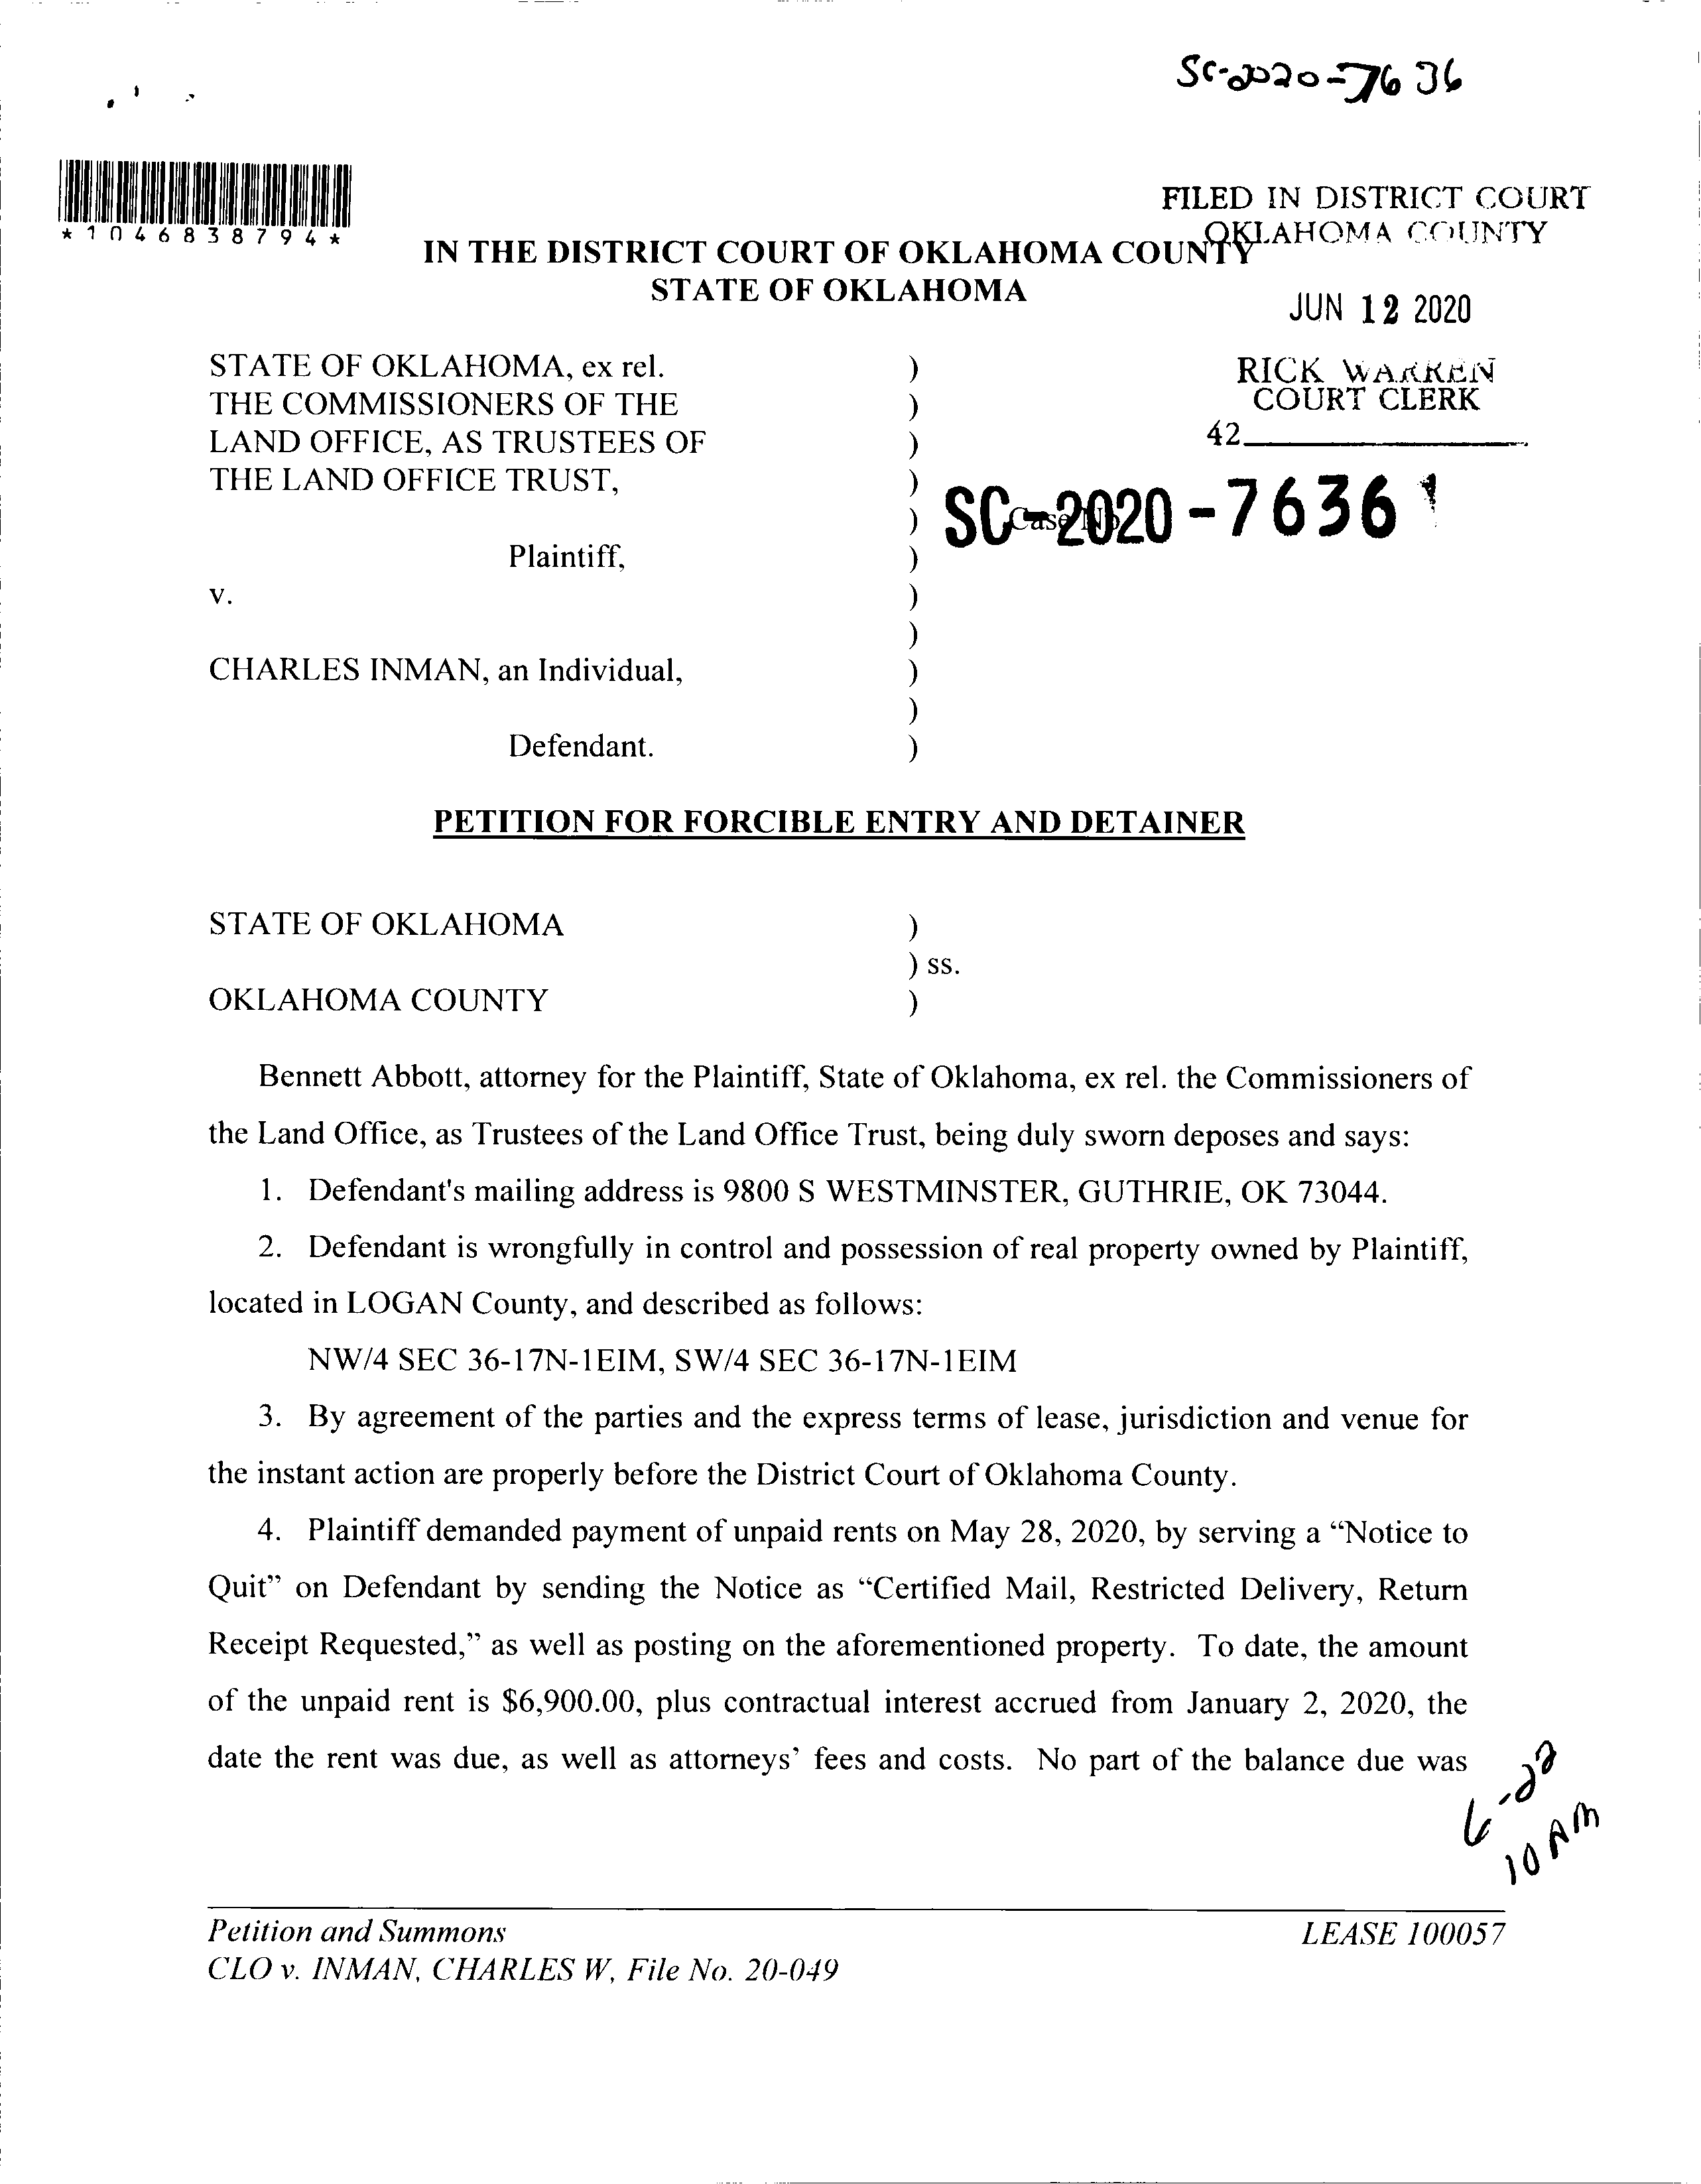 SC-2020-7636
*1046838794*
FILED IN DISTRICT COURT
OKLAHOMA COUNTY
IN THE DISTRICT COURT OF OKLAHOMA COUNTY
STATE OF OKLAHOMA
JUN 12 2020
STATE OF OKLAHOMA, ex rel. )
THE COMMISSIONERS OF THE )
LAND OFFICE, AS TRUSTEES OF )
THE LAND OFFICE TRUST, )
RICK WARREN
COURT CLERK
42
) Case No.
SC-2020-7636
Plaintiff, )
v. )
)
CHARLES INMAN, an Individual, )
)
Defendant. )
PETITION FOR FORCIBLE ENTRY AND DETAINER
STATE OF OKLAHOMA )
) ss.
OKLAHOMA COUNTY )
Bennett Abbott, attorney for the Plaintiff, State of Oklahoma, ex rel. the Commissioners of
the Land Office, as Trustees of the Land Office Trust, being duly sworn deposes and says:
1. Defendant's mailing address is 9800 S WESTMINSTER, GUTHRIE, OK 73044.
2. Defendant is wrongfully in control and possession of real property owned by Plaintiff,
located in LOGAN County, and described as follows:
NW/4 SEC 36-17N-1EIM, SW/4 SEC 36-17N-1EIM
3. By agreement of the parties and the express terms of lease, jurisdiction and venue for
the instant action are properly before the District Court of Oklahoma County.
4. Plaintiff demanded payment of unpaid rents on May 28, 2020, by serving a “Notice to
Quit” on Defendant by sending the Notice as “Certified Mail, Restricted Delivery, Return
Receipt Requested,” as well as posting on the aforementioned property. To date, the amount
of the unpaid rent is $6,900.00, plus contractual interest accrued from January 2, 2020, the
date the rent was due, as well as attorneys’ fees and costs. No part of the balance due was
6-22
10 AM
Petition and Summons LEASE 100057
CLO v. INMAN, CHARLES W, File No. 20-049